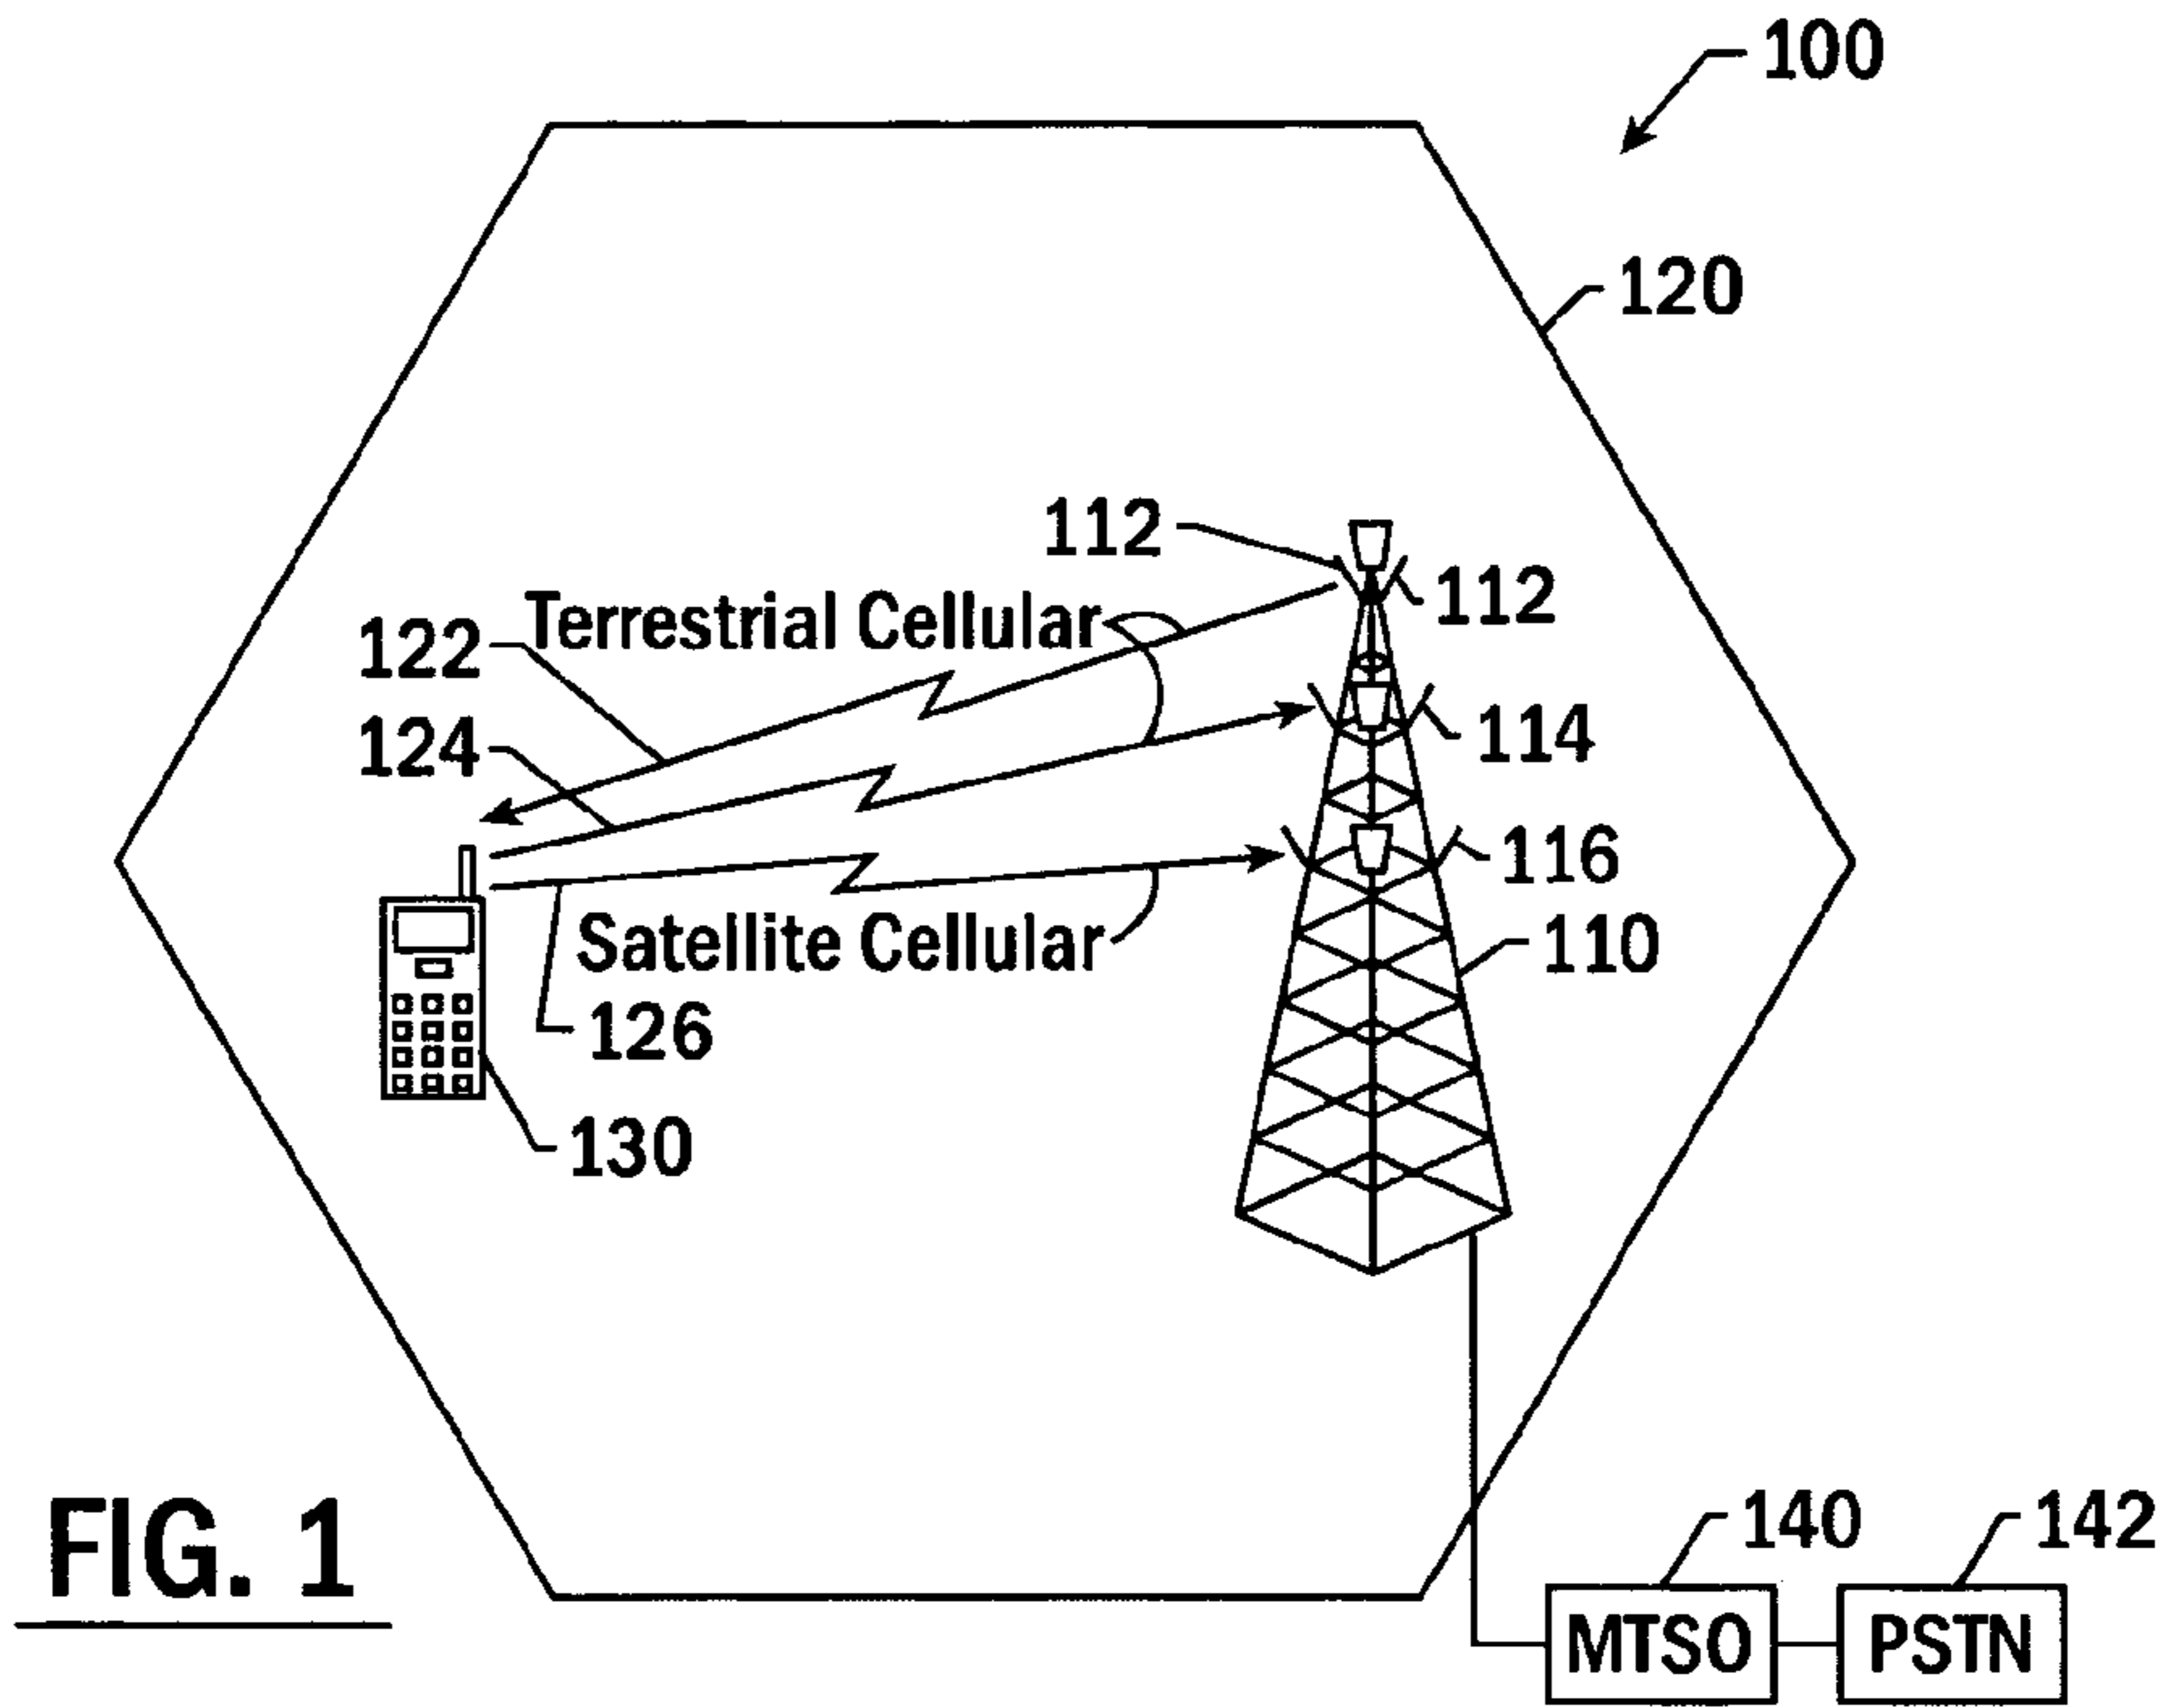 100
120
112
112
Terrestrial Cellular
122
114
124
116
110
Satellite Cellular
126
130
140
142
FIG. 1
MTSO
PSTN